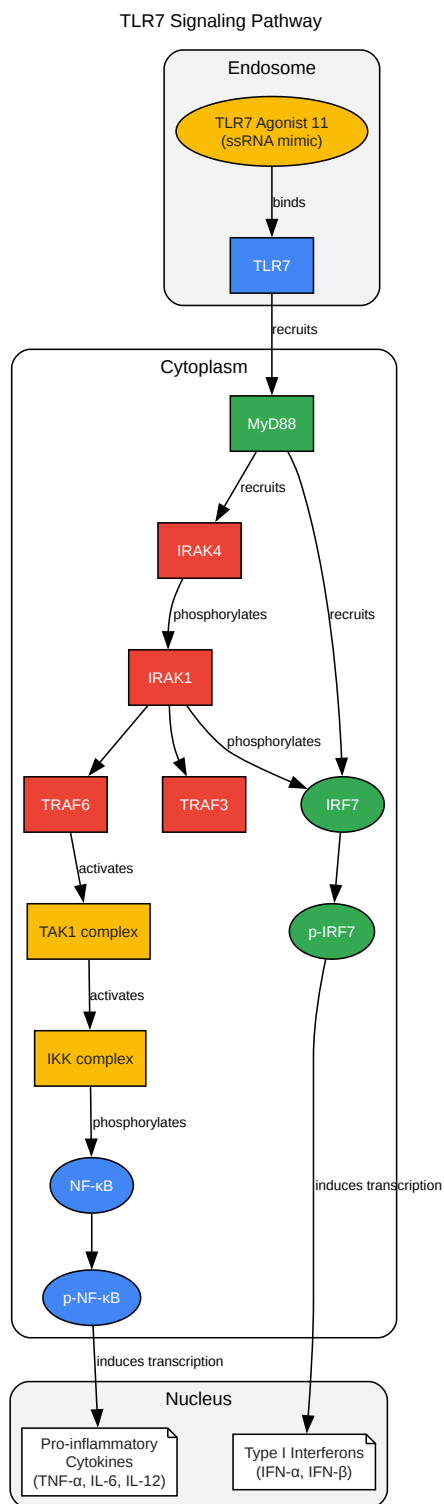 TLR7 Signaling Pathway
Endosome
TLR7 Agonist 11
(ssRNA mimic)
binds
TLR7
recruits
Cytoplasm
MyD88
recruits
IRAK4
recruits
phosphorylates
IRAK1
phosphorylates
TRAF6
TRAF3
IRF7
activates
TAK1 complex
p-IRF7
activates
IKK complex
phosphorylates
NF-κB
induces transcription
p-NF-κB
induces transcription
Nucleus
Pro-inflammatory
Cytokines
(TNF-α, IL-6, IL-12)
Type I Interferons
(IFN-α, IFN-β)